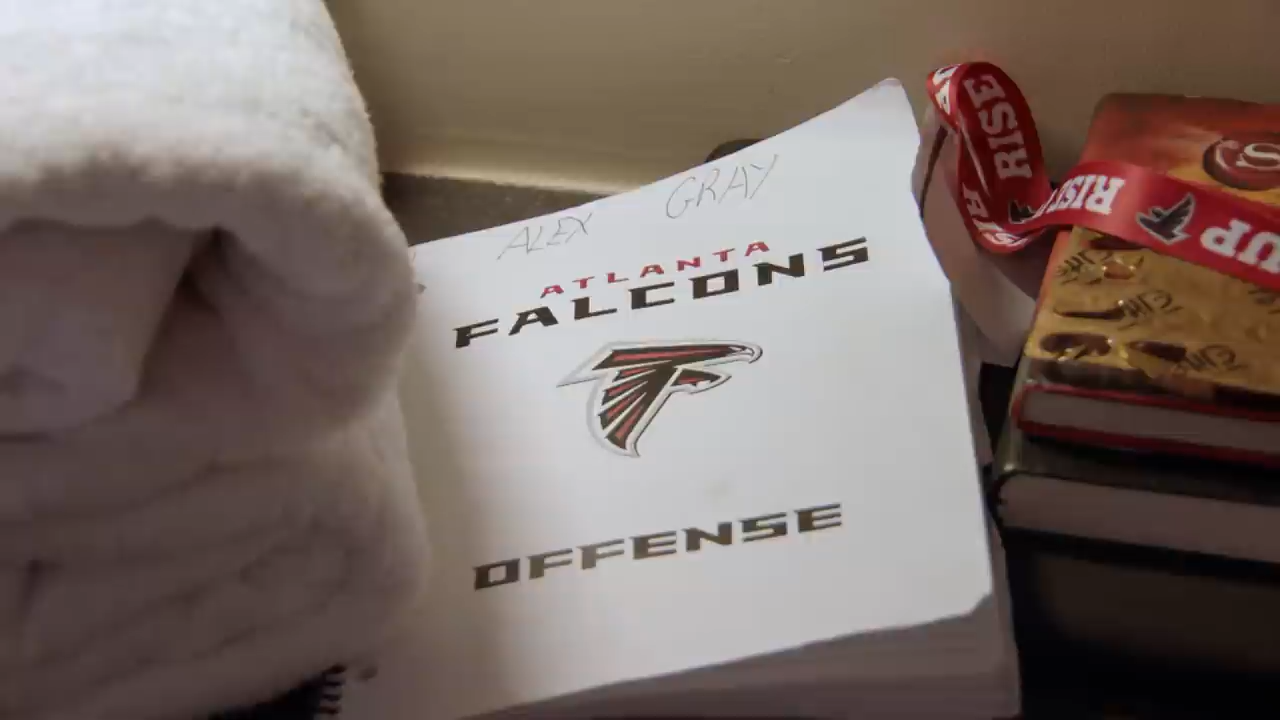 ALEX GRAY
ATLANTA
FALCONS
OFFENSE
RISE
RISE UP